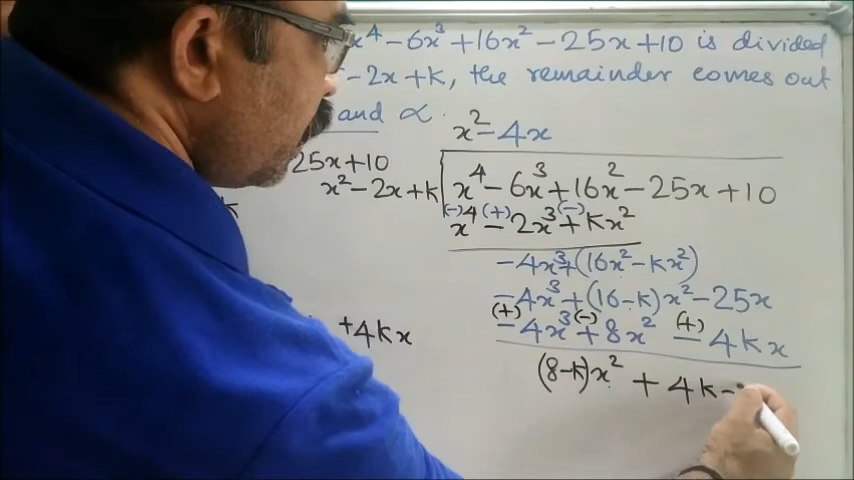 x⁴ - 6x³ + 16x² - 25x + 10 is divided
- 2x + k, the remainder comes out
and α.
x² - 4x
25x + 10
x² - 2x + k x⁴ - 6x³ + 16x² - 25x + 10
k
(-) (+) (-)
x⁴ - 2x³ + kx²
- 4x³ + (16x² - kx²)
- 4x³ + (16 - k)x² - 25x
(+) (-) (+)
- 4x³ + 8x² - 4kx
+4kx
(8-k)x² + 4k -